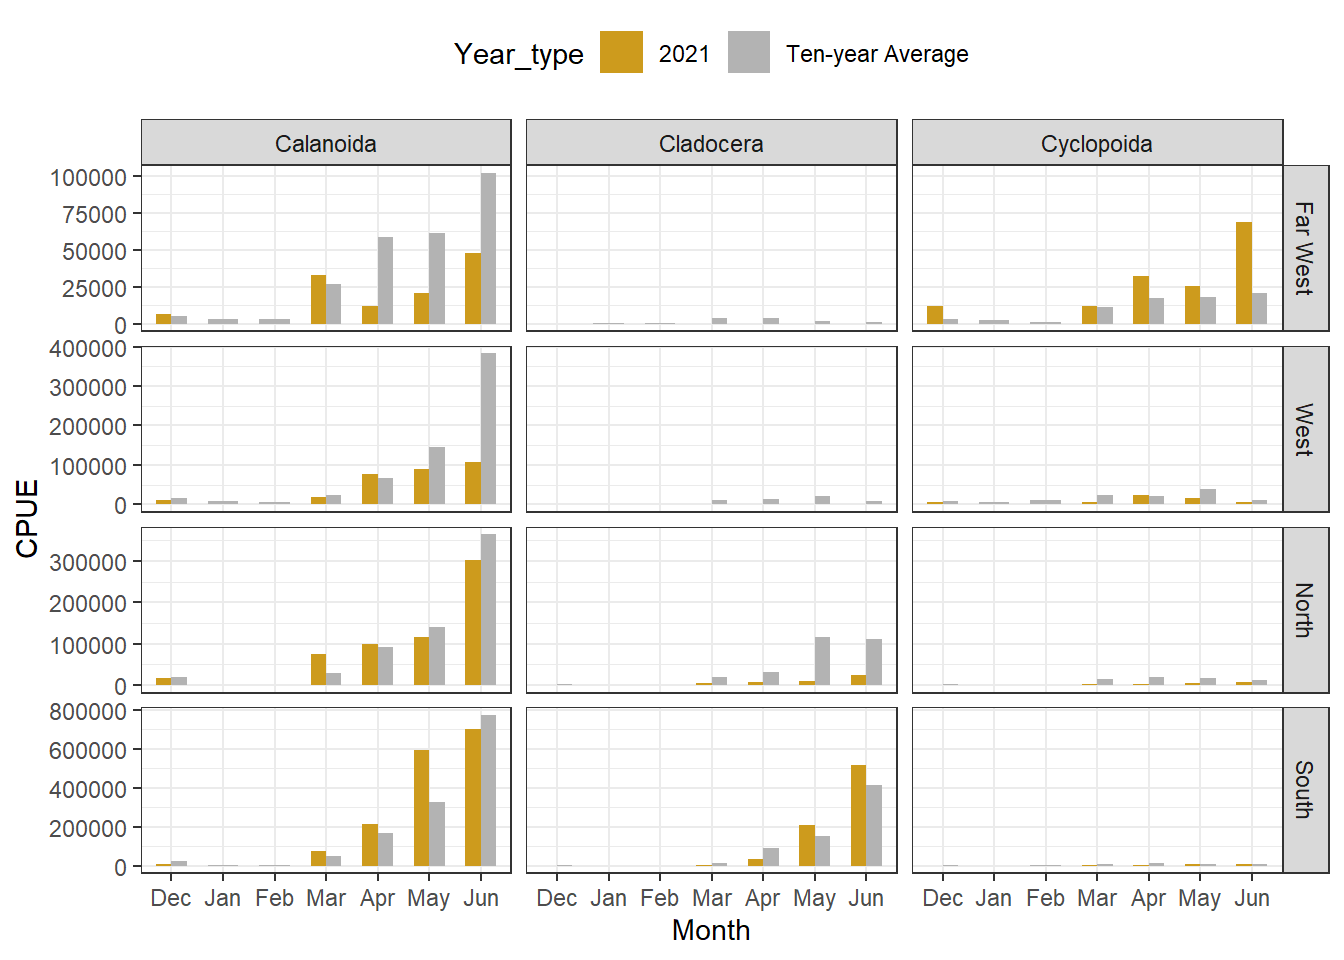 Year_type 2021 Ten-year Average
Calanoida Cladocera Cyclopoida
100000
75000
50000
25000
0
Far West
400000
300000
200000
100000
0
West
CPUE
300000
200000
100000
0
North
800000
600000
400000
200000
0
South
Dec Jan Feb Mar Apr May Jun Dec Jan Feb Mar Apr May Jun Dec Jan Feb Mar Apr May Jun
Month